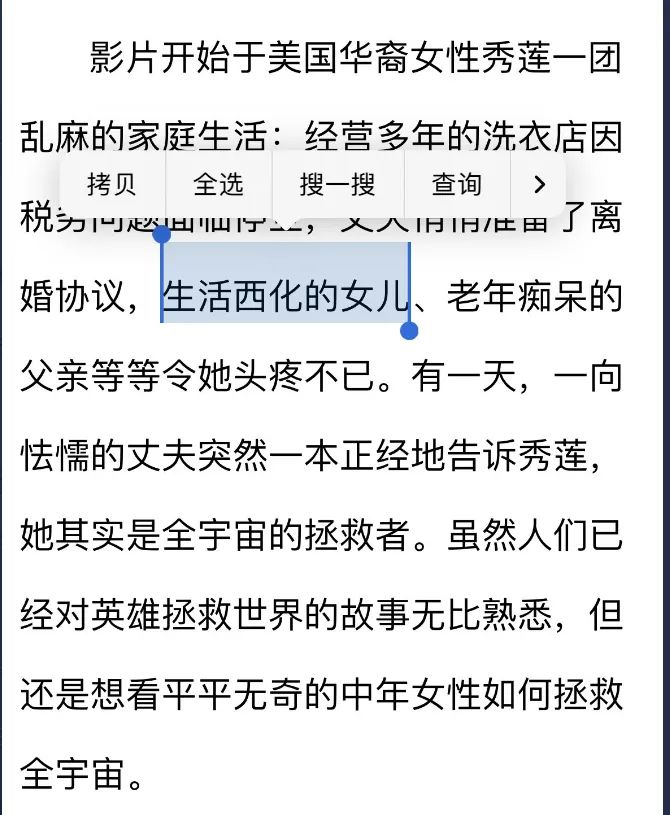 影片开始于美国华裔女性秀莲一团
乱麻的家庭生活：经营多年的洗衣店因
拷贝 全选 搜一搜 查询
税务问题面临停业，丈夫悄悄准备了离
婚协议，生活西化的女儿、老年痴呆的
父亲等等令她头疼不已。有一天，一向
怯懦的丈夫突然一本正经地告诉秀莲，
她其实是全宇宙的拯救者。虽然人们已
经对英雄拯救世界的故事无比熟悉，但
还是想看平平无奇的中年女性如何拯救
全宇宙。